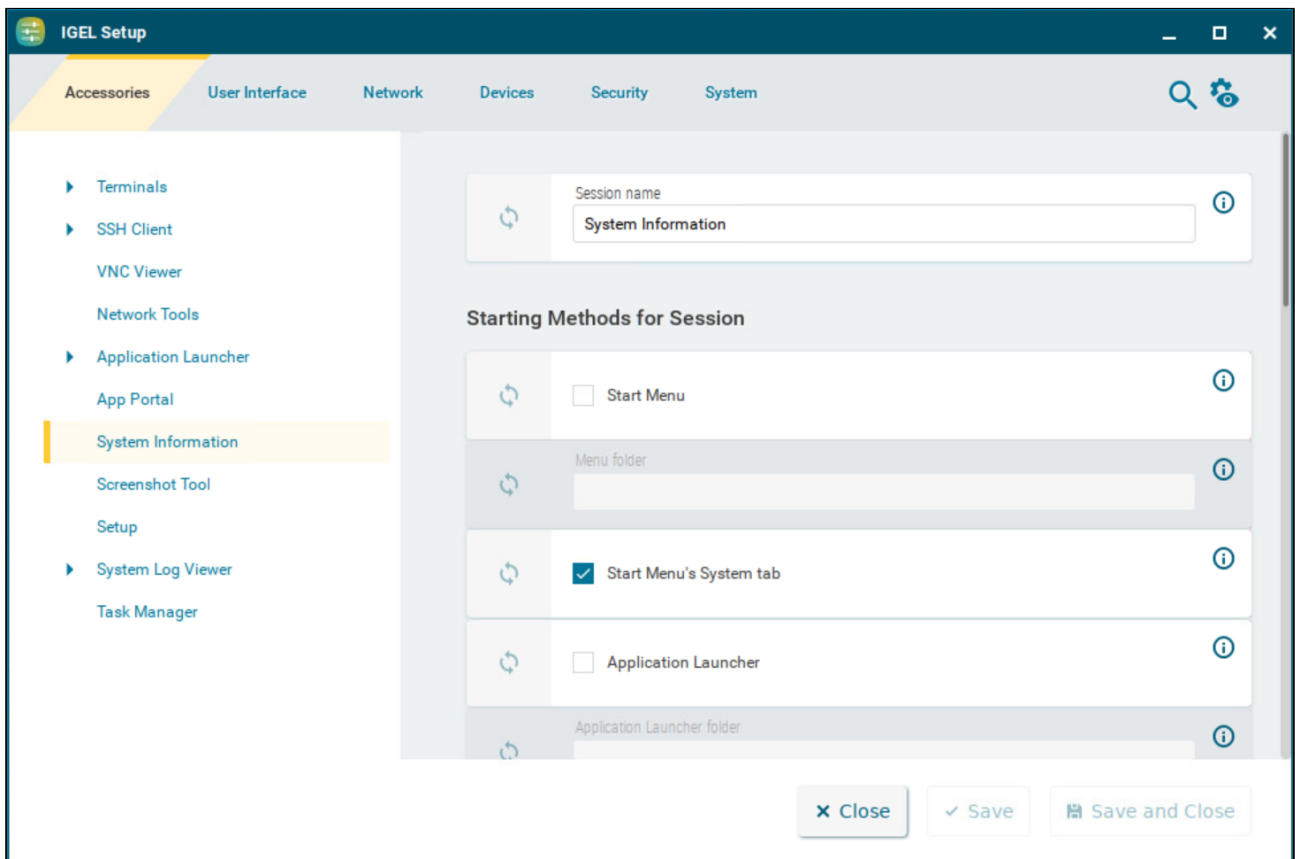 IGEL Setup
Accessories
User Interface
Network
Devices
Security
System
Terminals
SSH Client
VNC Viewer
Network Tools
Application Launcher
App Portal
System Information
Screenshot Tool
Setup
System Log Viewer
Task Manager
Session name
System Information
Starting Methods for Session
Start Menu
Menu folder
Start Menu's System tab
Application Launcher
Application Launcher folder
Close
Save
Save and Close